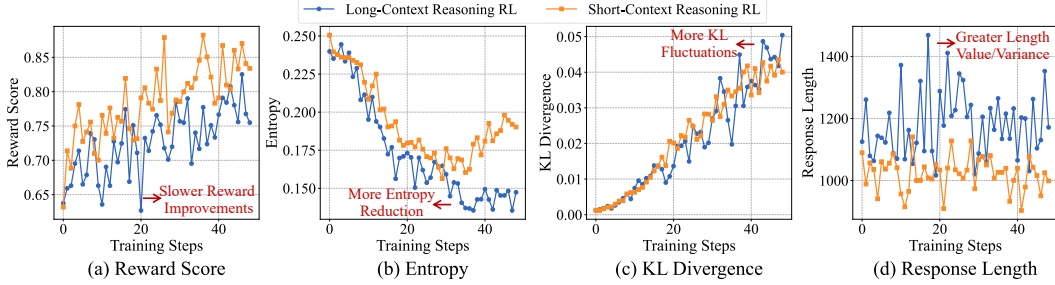 Long-Context Reasoning RL
Short-Context Reasoning RL
Reward Score
0.85
0.80
0.75
0.70
0.65
Slower Reward
Improvements
0
20
40
Training Steps
(a) Reward Score
Entropy
0.250
0.225
0.200
0.175
0.150
More Entropy
Reduction
0
20
40
Training Steps
(b) Entropy
KL Divergence
0.05
0.04
0.03
0.02
0.01
0.00
More KL
Fluctuations
0
20
40
Training Steps
(c) KL Divergence
Response Length
1400
1200
1000
Greater Length
Value/Variance
0
20
40
Training Steps
(d) Response Length